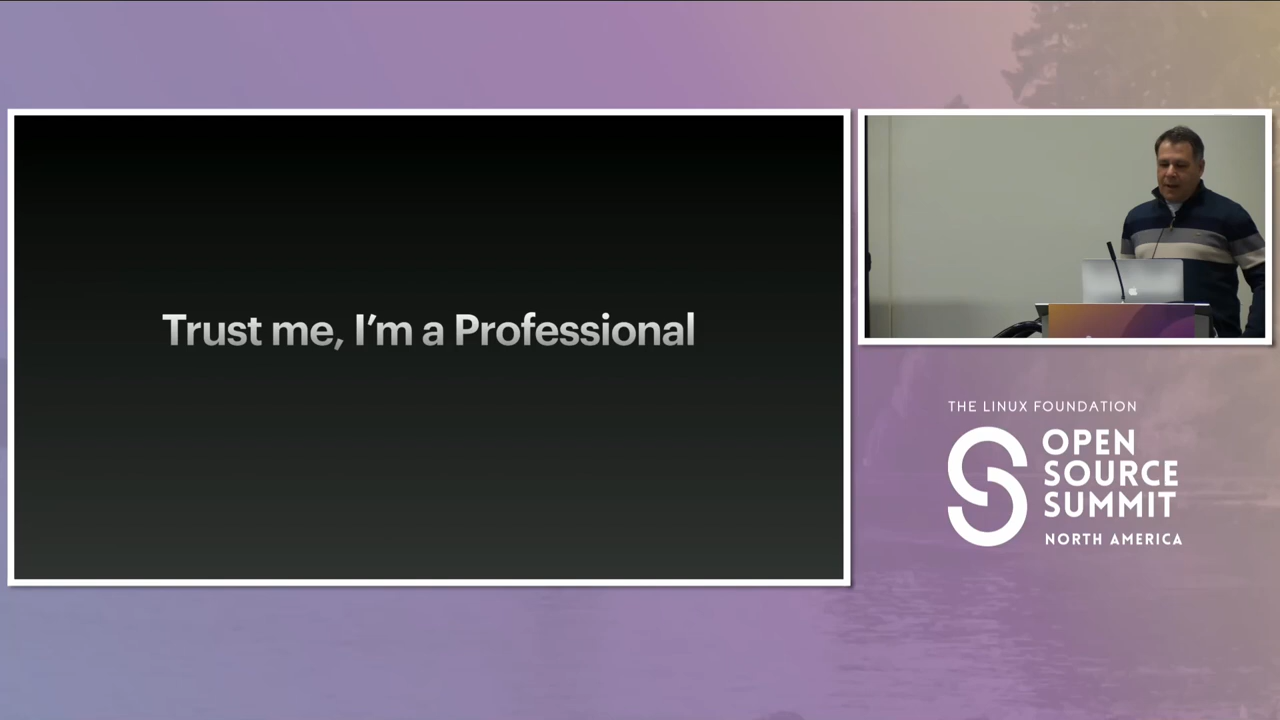 Trust me, I’m a Professional
THE LINUX FOUNDATION
OPEN
SOURCE
SUMMIT
NORTH AMERICA